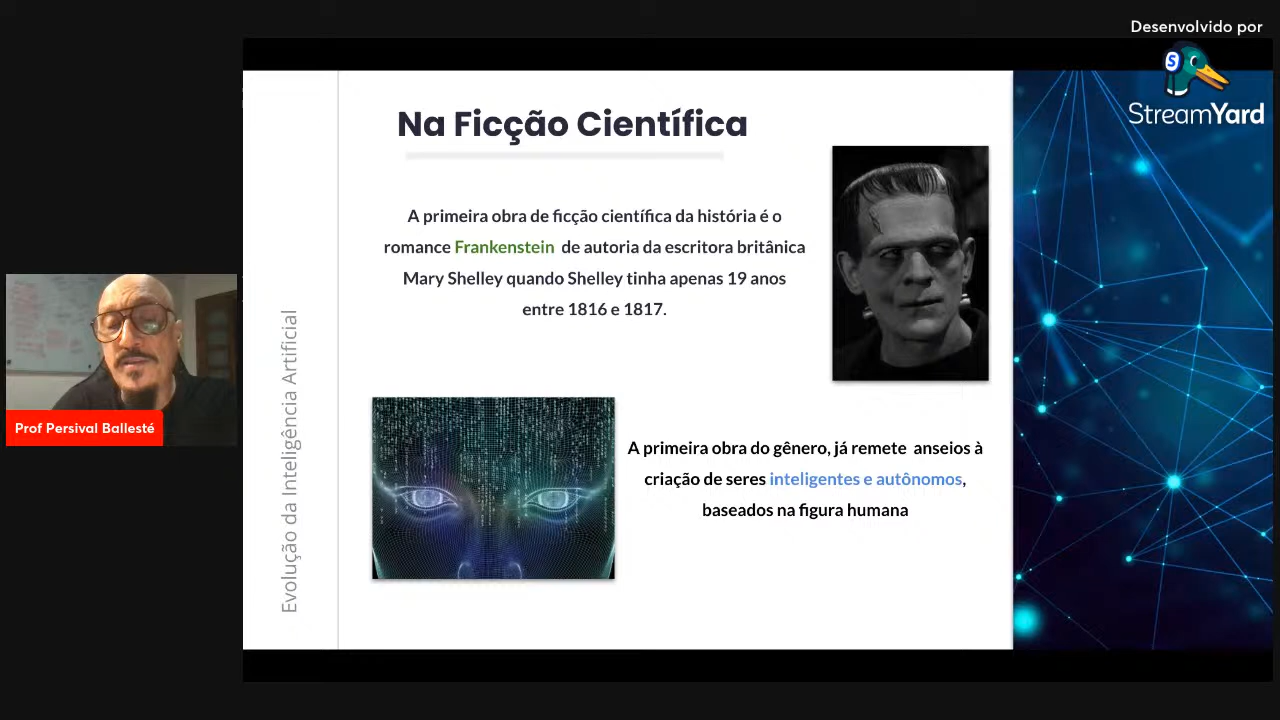 Desenvolvido por
StreamYard
Na Ficção Científica
A primeira obra de ficção científica da história é o
romance Frankenstein de autoria da escritora britânica
Mary Shelley quando Shelley tinha apenas 19 anos
entre 1816 e 1817.
Evolução da Inteligência Artificial
Prof Persival Ballesté
A primeira obra do gênero, já remete anseios à
criação de seres inteligentes e autônomos,
baseados na figura humana